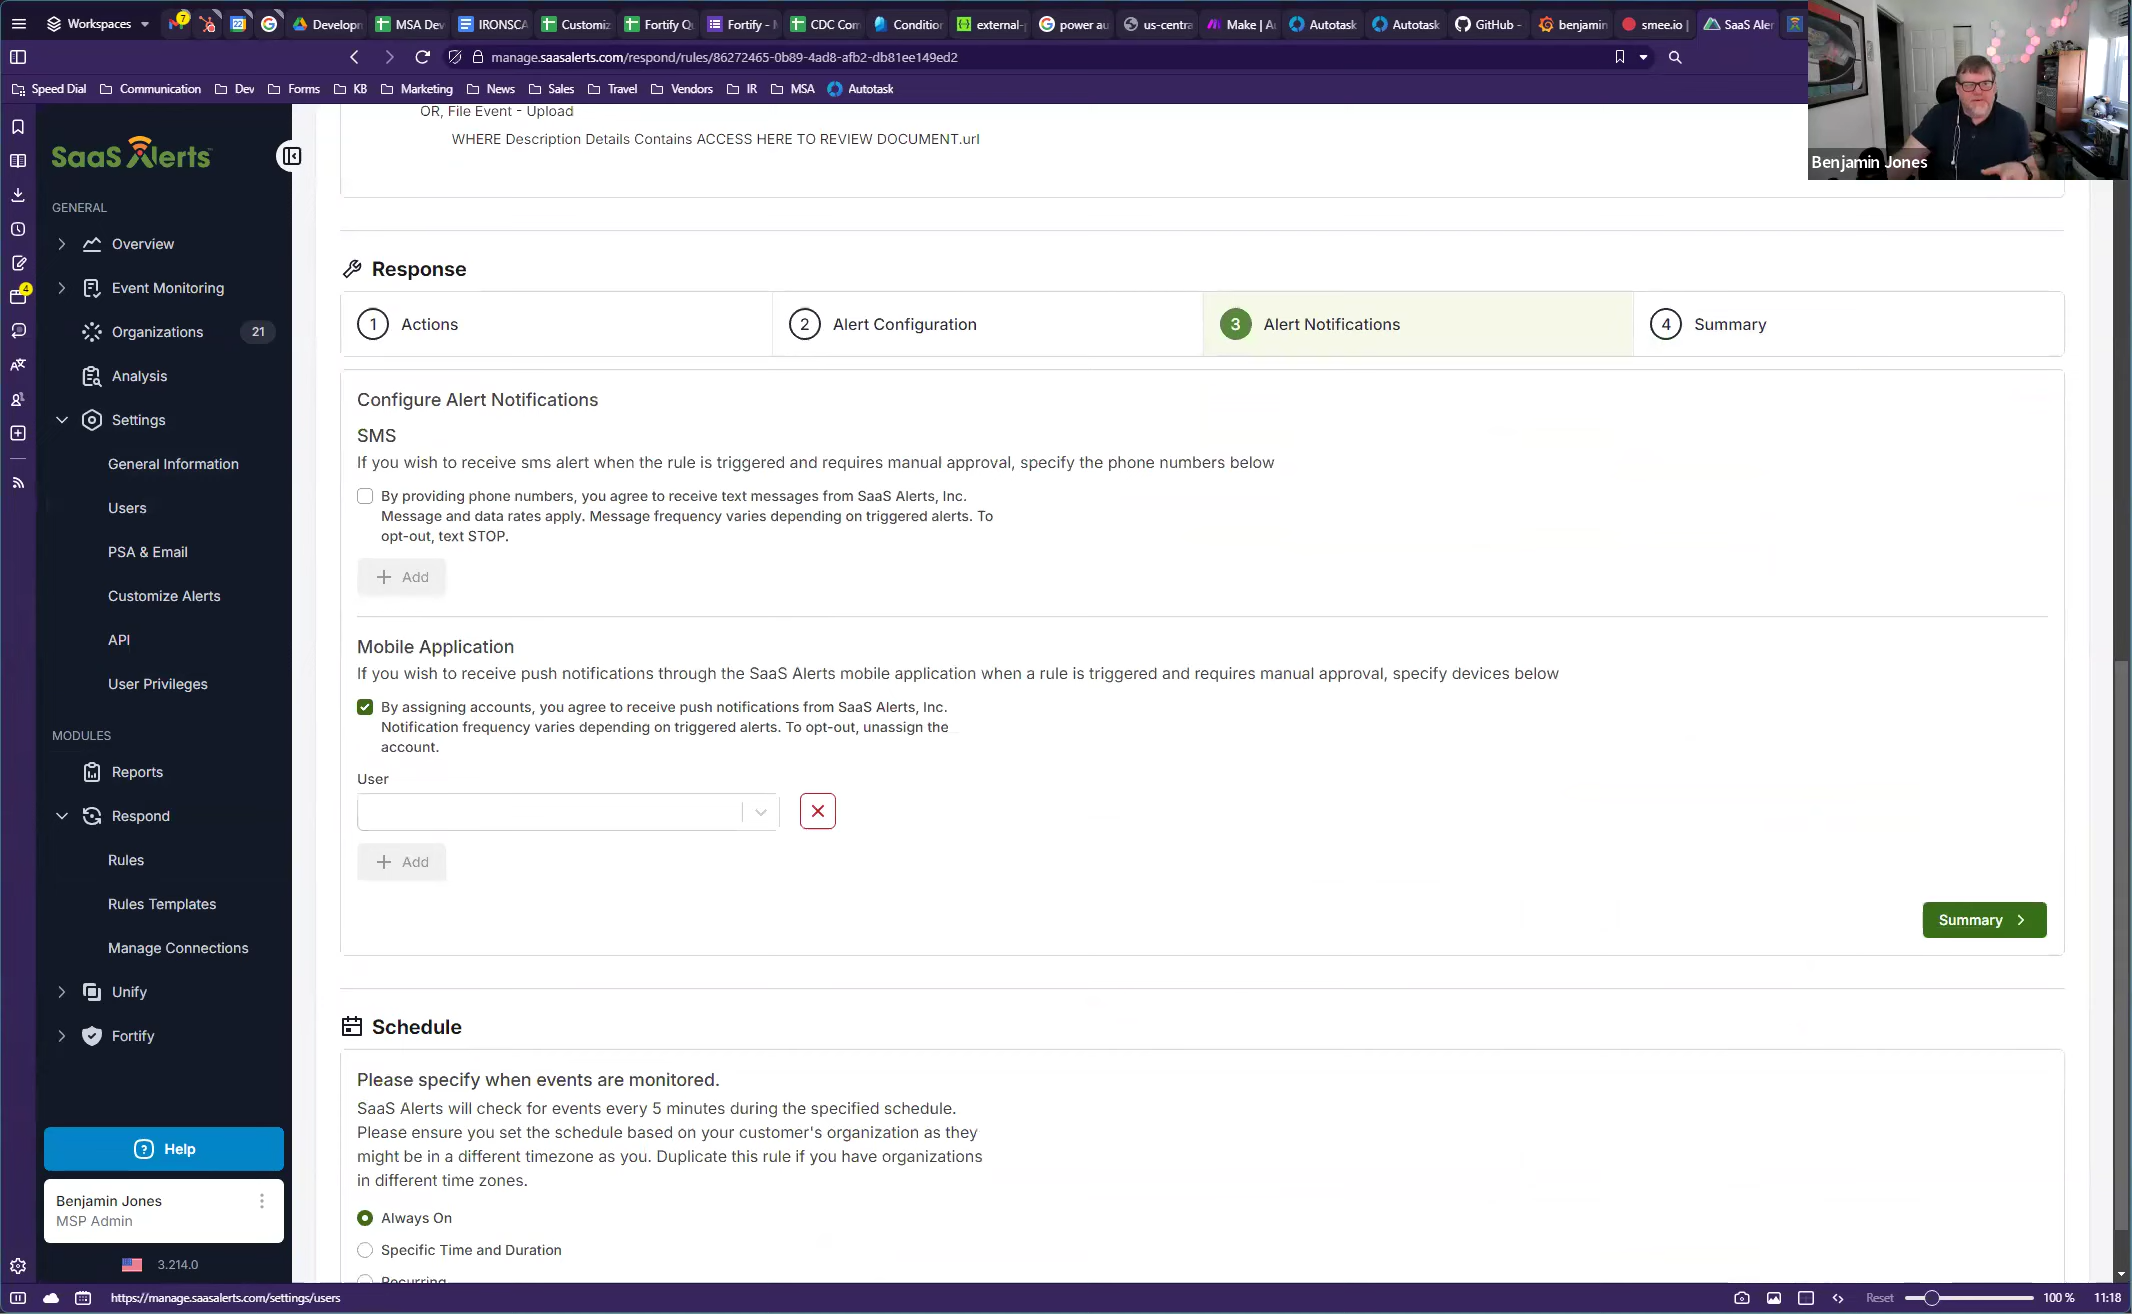 Workspaces
7
Developm
MSA Dev
IRONSCA
Customiz
Fortify Qu
Fortify - M
CDC Com
Condition
external-
power au
us-centra
Make | Au
Autotask
Autotask
GitHub -
benjamin
smee.io |
SaaS Aler
manage.saasalerts.com/respond/rules/86272465-0b89-4ad8-afb2-db81ee149ed2
Speed Dial
Communication
Dev
Forms
KB
Marketing
News
Sales
Travel
Vendors
IR
MSA
Autotask
Benjamin Jones
4
SaaS Alerts
GENERAL
Overview
Event Monitoring
Organizations 21
Analysis
Settings
General Information
Users
PSA & Email
Customize Alerts
API
User Privileges
MODULES
Reports
Respond
Rules
Rules Templates
Manage Connections
Unify
Fortify
Help
Benjamin Jones
MSP Admin
3.214.0
OR, File Event - Upload
WHERE Description Details Contains ACCESS HERE TO REVIEW DOCUMENT.url
Response
1 Actions
2 Alert Configuration
3 Alert Notifications
4 Summary
Configure Alert Notifications
SMS
If you wish to receive sms alert when the rule is triggered and requires manual approval, specify the phone numbers below
By providing phone numbers, you agree to receive text messages from SaaS Alerts, Inc.
Message and data rates apply. Message frequency varies depending on triggered alerts. To
opt-out, text STOP.
Add
Mobile Application
If you wish to receive push notifications through the SaaS Alerts mobile application when a rule is triggered and requires manual approval, specify devices below
By assigning accounts, you agree to receive push notifications from SaaS Alerts, Inc.
Notification frequency varies depending on triggered alerts. To opt-out, unassign the
account.
User
Add
Summary
Schedule
Please specify when events are monitored.
SaaS Alerts will check for events every 5 minutes during the specified schedule.
Please ensure you set the schedule based on your customer's organization as they
might be in a different timezone as you. Duplicate this rule if you have organizations
in different time zones.
Always On
Specific Time and Duration
Recurring
https://manage.saasalerts.com/settings/users
Reset
100 %
11:18